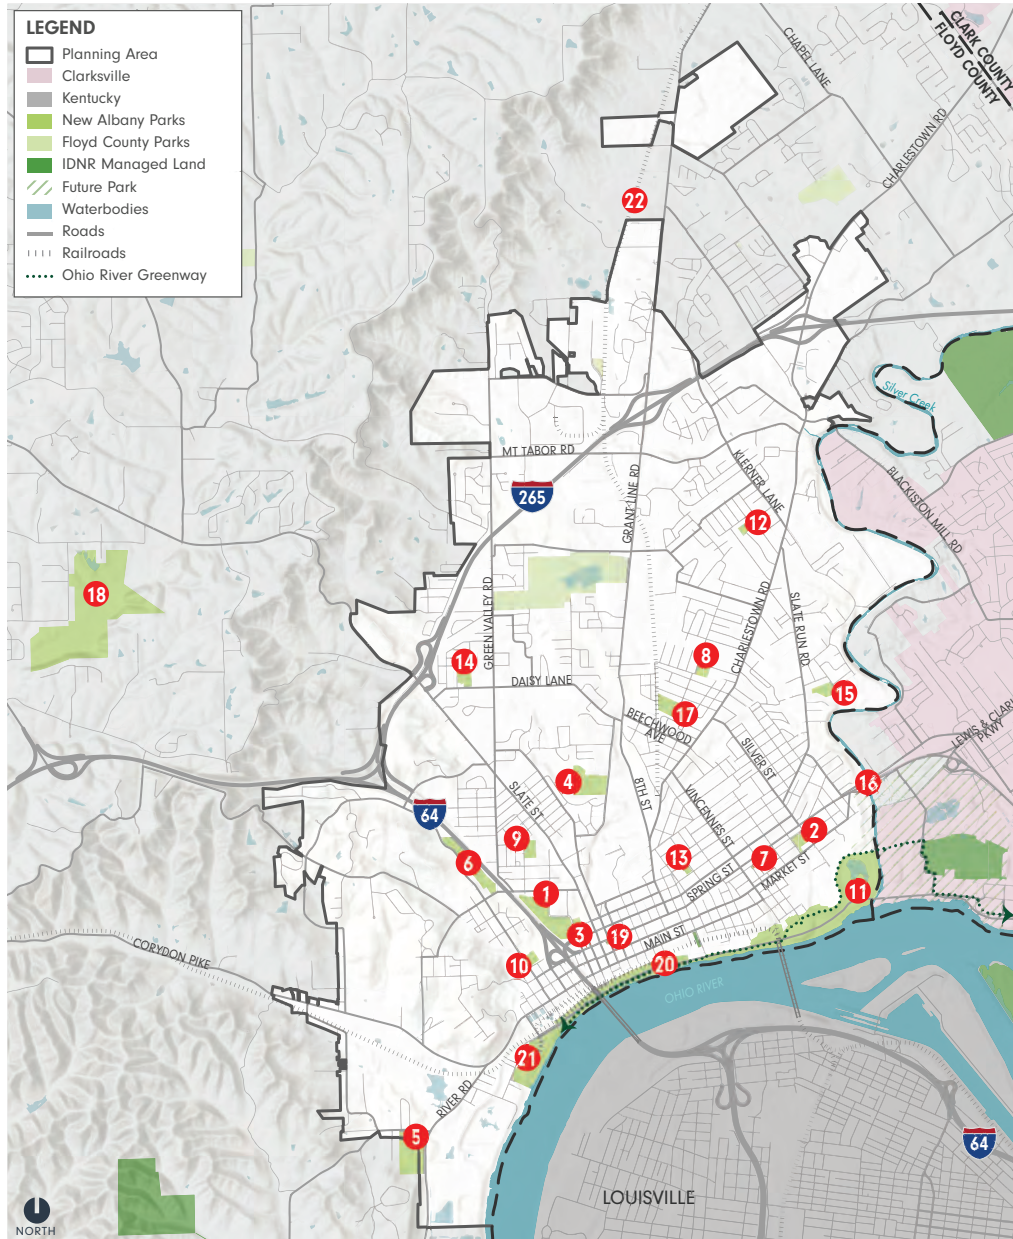 LEGEND
Planning Area
Clarksville
Kentucky
New Albany Parks
Floyd County Parks
IDNR Managed Land
Future Park
Waterbodies
Roads
Railroads
Ohio River Greenway
CLARK COUNTY
FLOYD COUNTY
CHAPEL LANE
CHARLESTOWN RD
22
Silver Creek
MT TABOR RD
KLERNER LANE
BLACKISTON MILL RD
265
GRANT LINE RD
12
18
GREEN VALLEY RD
CHARLESTOWN RD
SLATE RUN RD
8
14
DAISY LANE
15
17
BEECHWOOD
AVE
LEWIS & CLARK
PKWY
SILVER ST
4
8TH ST
16
STATE ST
VINCENNES ST
64
2
9
13
7
6
MARKET ST
SPRING ST
1
11
3
19
MAIN ST
CORYDON PIKE
10
20
OHIO RIVER
21
RIVER RD
5
64
LOUISVILLE
NORTH